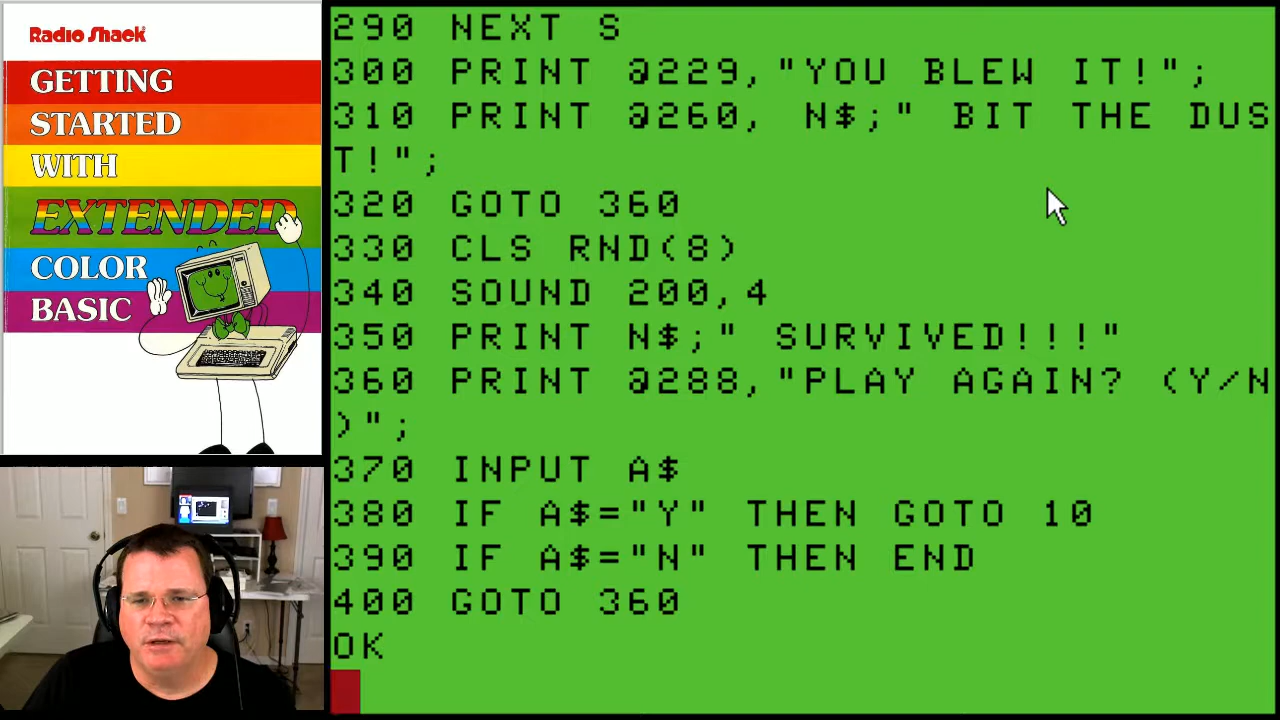 Radio Shack
GETTING
STARTED
WITH
EXTENDED
COLOR
BASIC
290 NEXT S
300 PRINT @229,"YOU BLEW IT!";
310 PRINT @260, N$;" BIT THE DUS
T!";
320 GOTO 360
330 CLS RND(8)
340 SOUND 200,4
350 PRINT N$;" SURVIVED!!!"
360 PRINT @288,"PLAY AGAIN? (Y/N
)";
370 INPUT A$
380 IF A$="Y" THEN GOTO 10
390 IF A$="N" THEN END
400 GOTO 360
OK